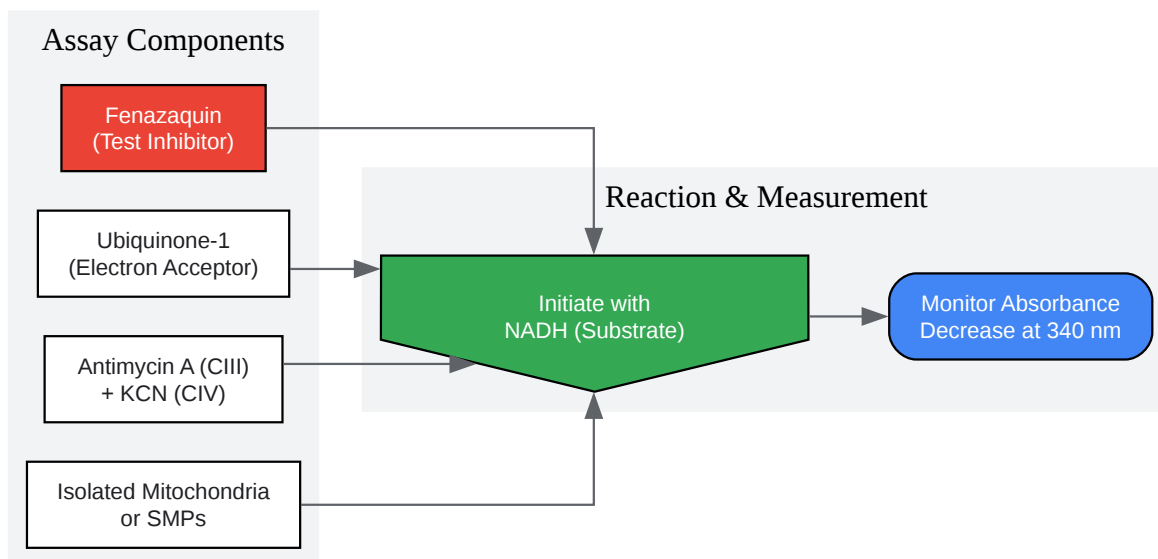 Assay Components
Fenazaquin
(Test Inhibitor)
Ubiquinone-1
(Electron Acceptor)
Antimycin A (CIII)
+ KCN (CIV)
Isolated Mitochondria
or SMPs
Reaction & Measurement
Initiate with
NADH (Substrate)
Monitor Absorbance
Decrease at 340 nm